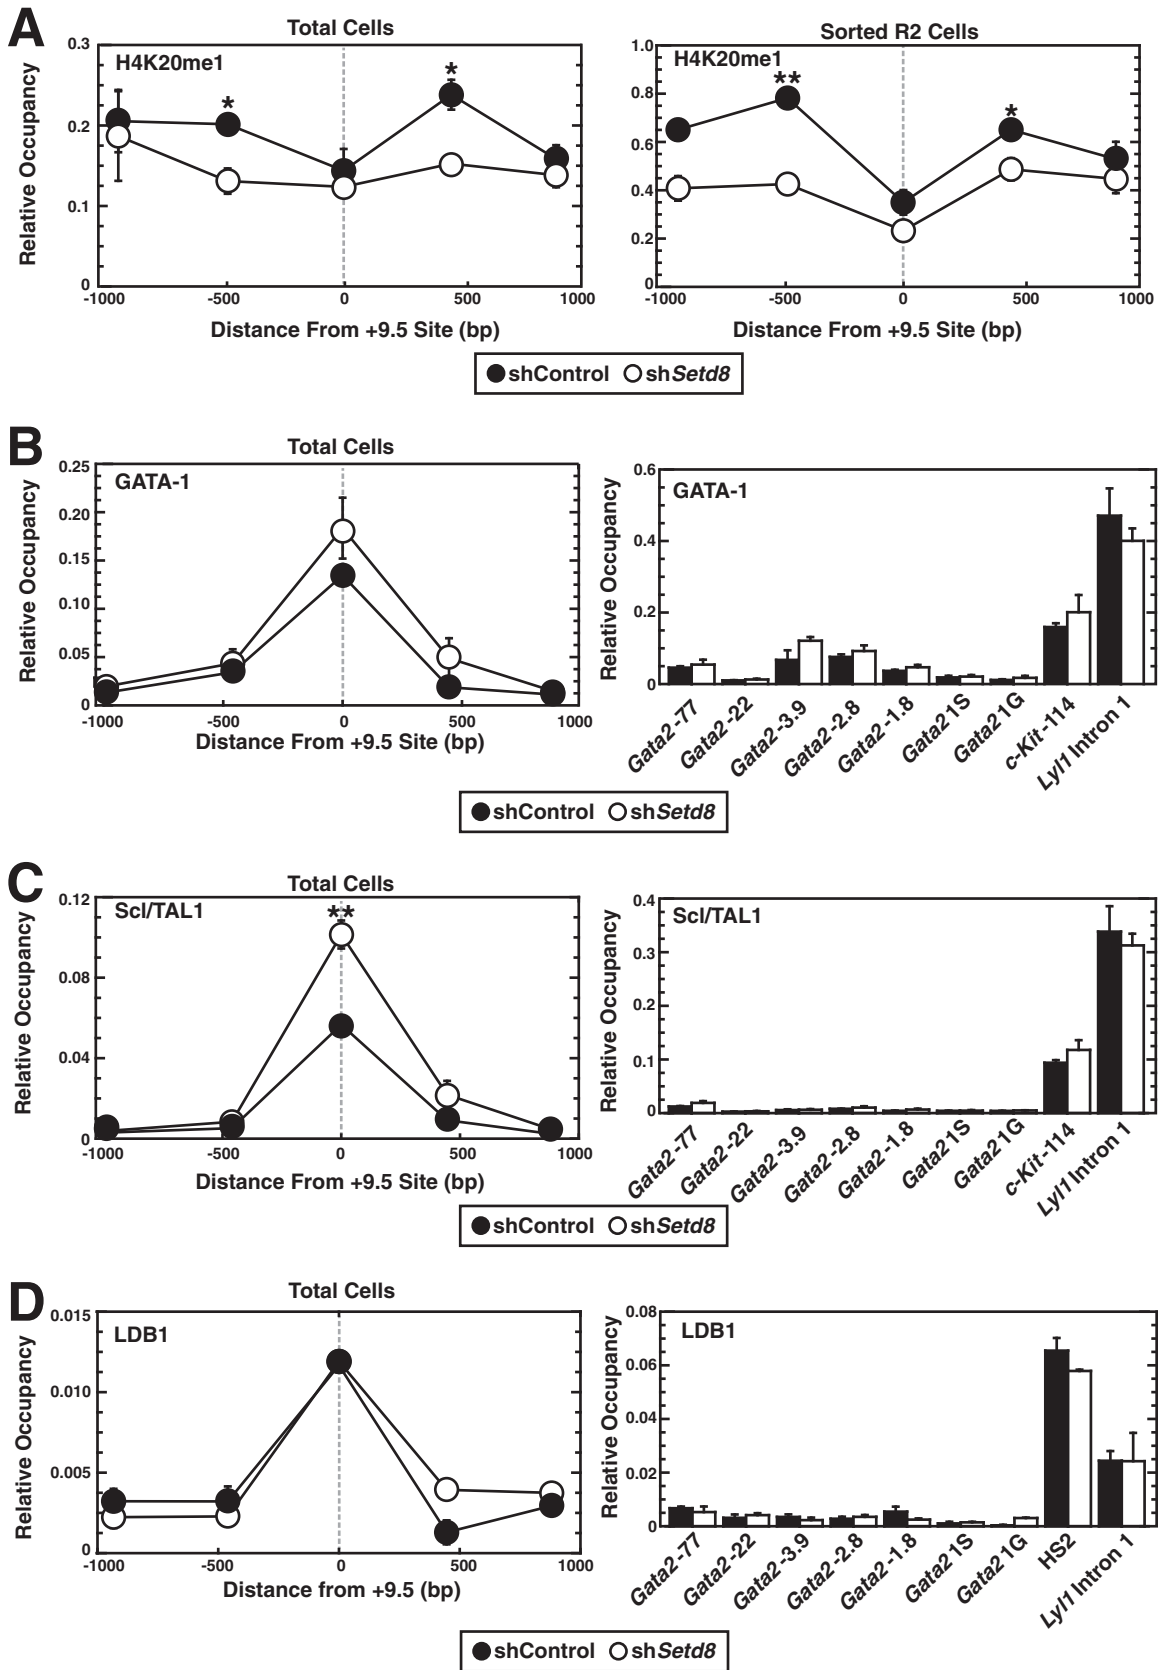 A
Total Cells
Sorted R2 Cells
H4K20me1
H4K20me1
*
*
**
*
Relative Occupancy
0.3
0.2
0.1
0
-1000
-500
0
500
1000
Distance From +9.5 Site (bp)
1.0
0.8
0.6
0.4
0.2
0
-1000
-500
0
500
1000
Distance From +9.5 Site (bp)
shControl shSetd8
B
Total Cells
GATA-1
Relative Occupancy
0.25
0.20
0.15
0.10
0.05
0
-1000
-500
0
500
1000
Distance From +9.5 Site (bp)
GATA-1
Relative Occupancy
0.6
0.4
0.2
0
Gata2 -77
Gata2 -22
Gata2 -3.9
Gata2 -2.8
Gata2 -1.8
Gata2 1S
Gata2 1G
c-Kit -114
Lyl1 Intron 1
shControl shSetd8
C
Total Cells
Scl/TAL1
**
Relative Occupancy
0.12
0.08
0.04
0
-1000
-500
0
500
1000
Distance From +9.5 Site (bp)
Scl/TAL1
Relative Occupancy
0.4
0.3
0.2
0.1
0
Gata2 -77
Gata2 -22
Gata2 -3.9
Gata2 -2.8
Gata2 -1.8
Gata2 1S
Gata2 1G
c-Kit -114
Lyl1 Intron 1
shControl shSetd8
D
Total Cells
LDB1
Relative Occupancy
0.015
0.010
0.005
0
-1000
-500
0
500
1000
Distance from +9.5 (bp)
LDB1
Relative Occupancy
0.08
0.06
0.04
0.02
0
Gata2 -77
Gata2 -22
Gata2 -3.9
Gata2 -2.8
Gata2 -1.8
Gata2 1S
Gata2 1G
HS2
Lyl1 Intron 1
shControl shSetd8